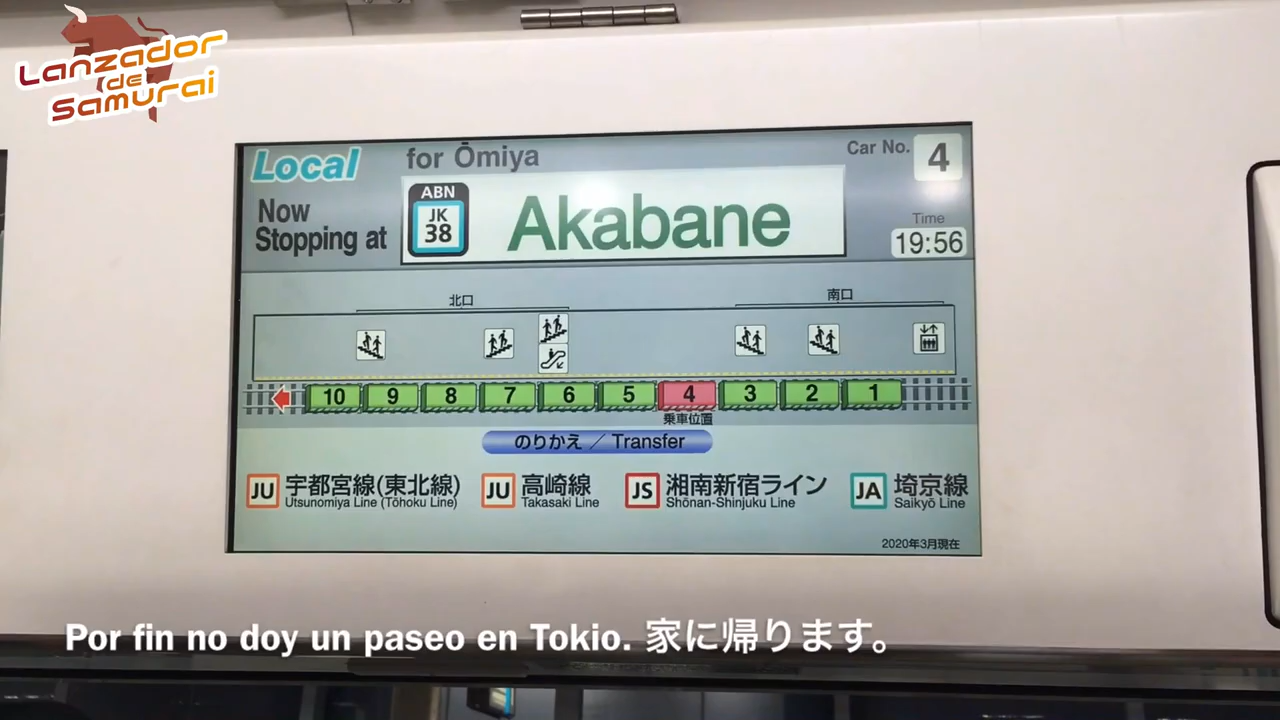 Lanzador
de
Samurai
Local
for Ōmiya
Car No. 4
Now
Stopping at
ABN
JK
38
Akabane
Time
19:56
北口
南口
10 9 8 7 6 5 4 3 2 1
乗車位置
のりかえ / Transfer
JU 宇都宮線(東北線)
Utsunomiya Line (Tōhoku Line)
JU 高崎線
Takasaki Line
JS 湘南新宿ライン
Shōnan-Shinjuku Line
JA 埼京線
Saikyō Line
2020年3月現在
Por fin no doy un paseo en Tokio. 家に帰ります。